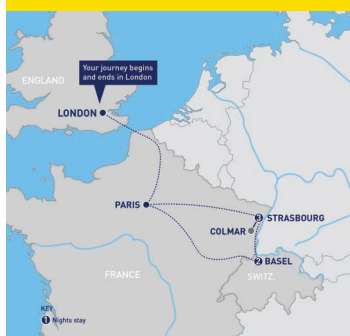 Your journey begins
and ends in London
ENGLAND
LONDON
PARIS
3 STRASBOURG
COLMAR
2 BASEL
FRANCE
SWITZ.
KEY
1 Nights stay